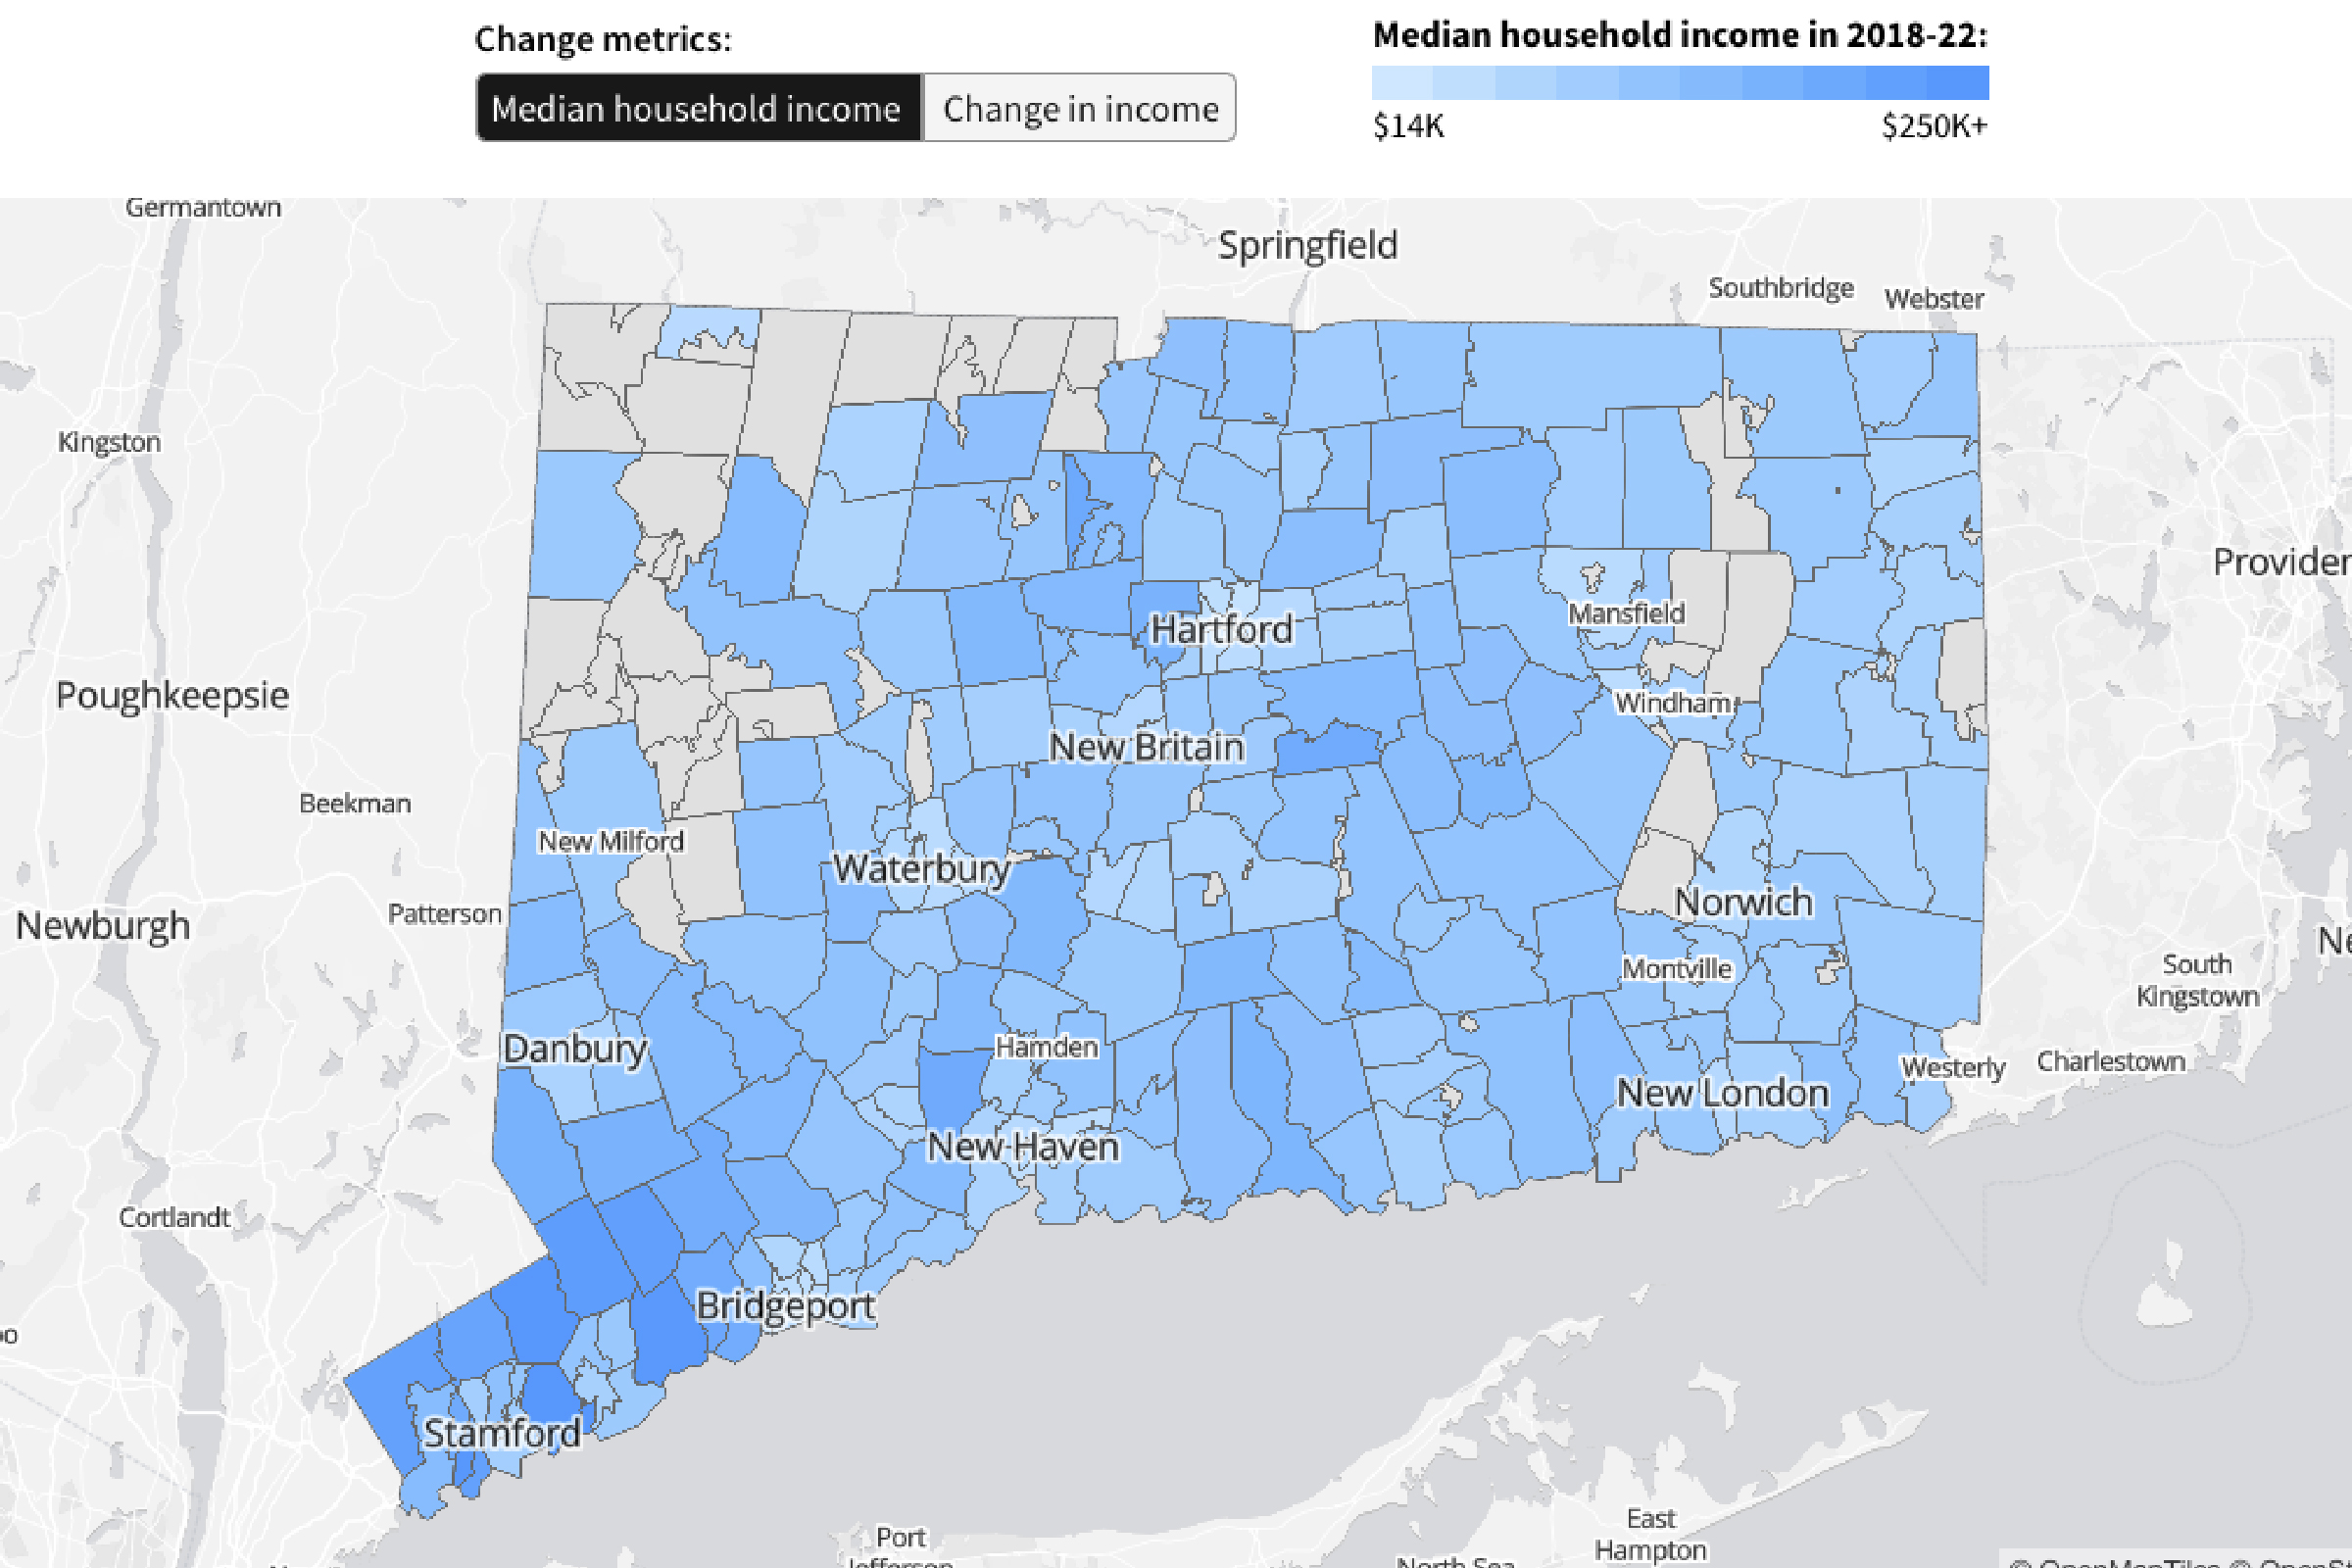 Change metrics:
Median household income
Change in income
Median household income in 2018-22:
$14K
$250K+
Germantown
Springfield
Southbridge
Webster
Kingston
Providen
Hartford
Mansfield
Poughkeepsie
Windham
New Britain
Beekman
New Milford
Waterbury
Norwich
Patterson
Newburgh
Ne
Montville
South
Kingstown
Danbury
Hamden
Westerly
Charlestown
New London
New Haven
Cortlandt
Bridgeport
Stamford
East
Hampton
Port
Jefferson
North Sea
© OpenMapTiles ©